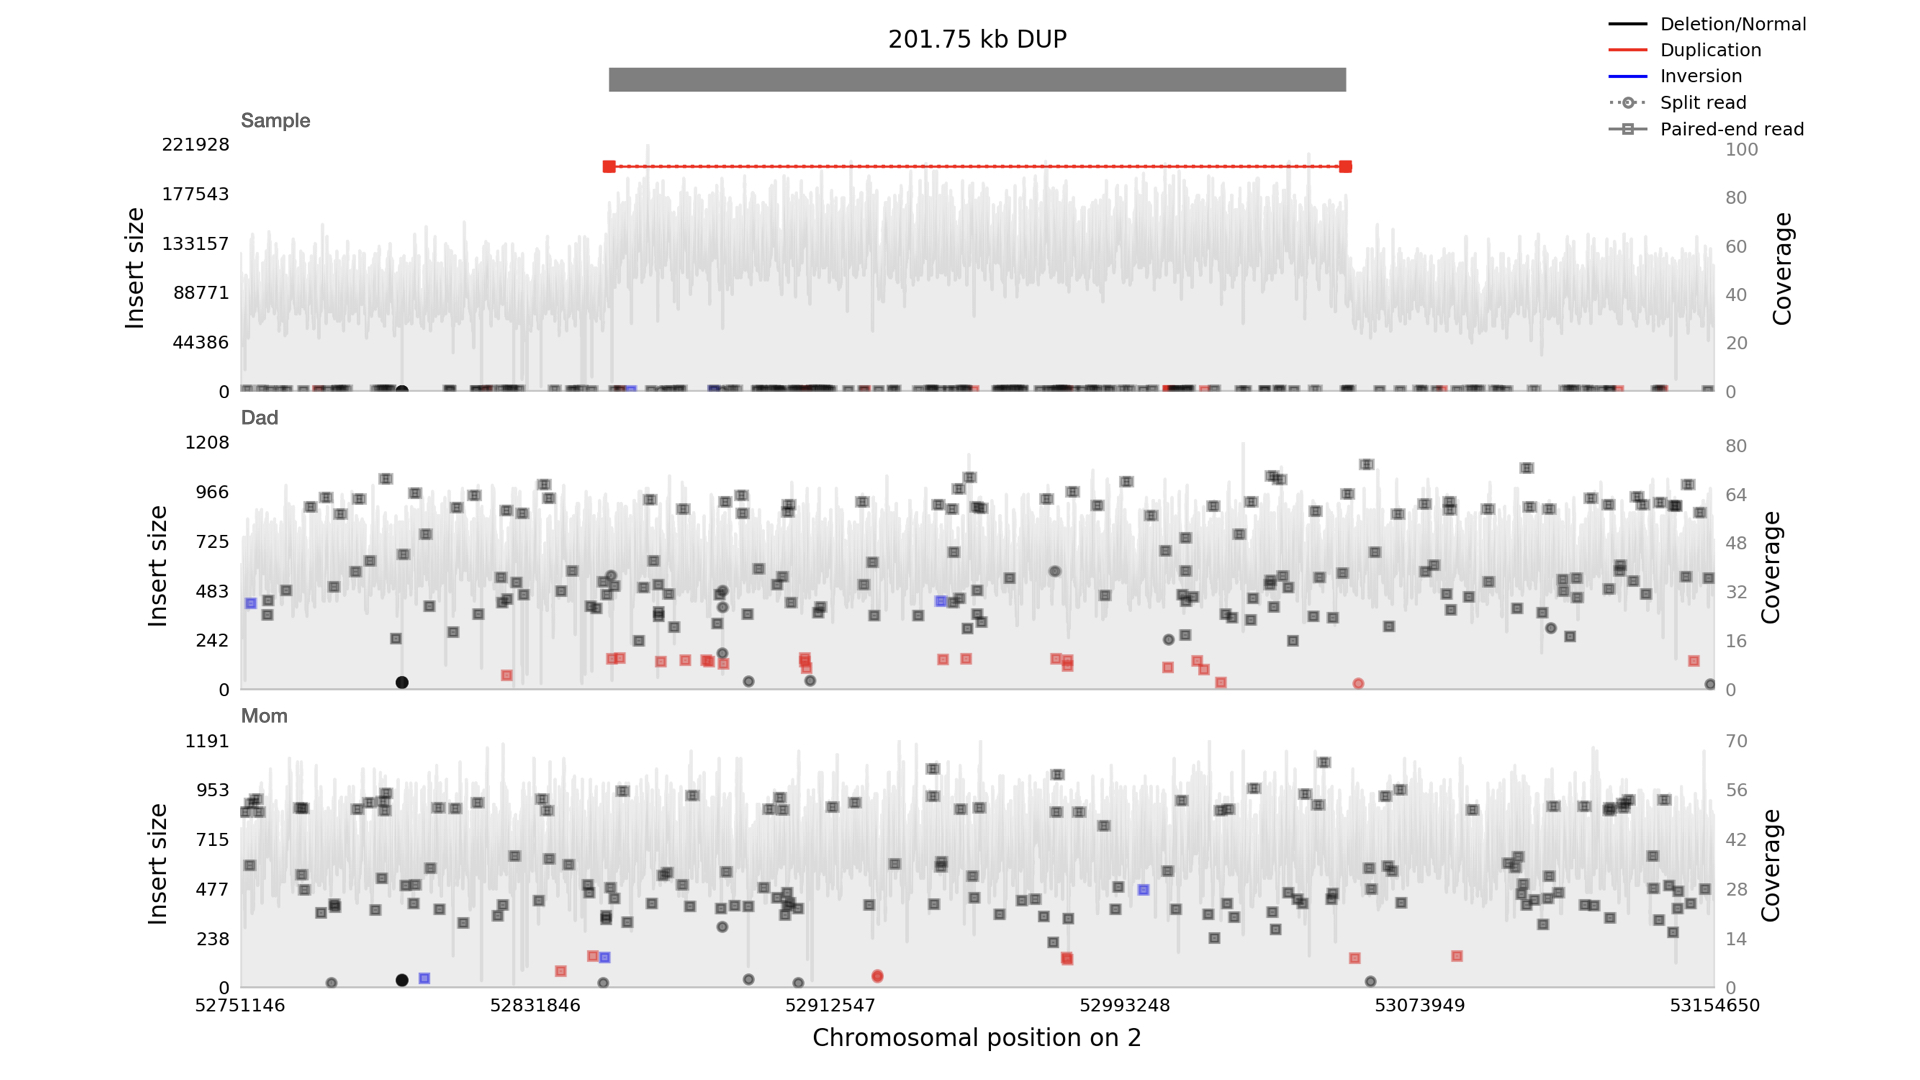 201.75 kb DUP
Deletion/Normal
Duplication
Inversion
Split read
Paired-end read
Sample
221928
177543
133157
88771
44386
0
Insert size
100
80
60
40
20
0
Coverage
Dad
1208
966
725
483
242
0
Insert size
80
64
48
32
16
0
Coverage
Mom
1191
953
715
477
238
0
Insert size
70
56
42
28
14
0
Coverage
52751146 52831846 52912547 52993248 53073949 53154650
Chromosomal position on 2